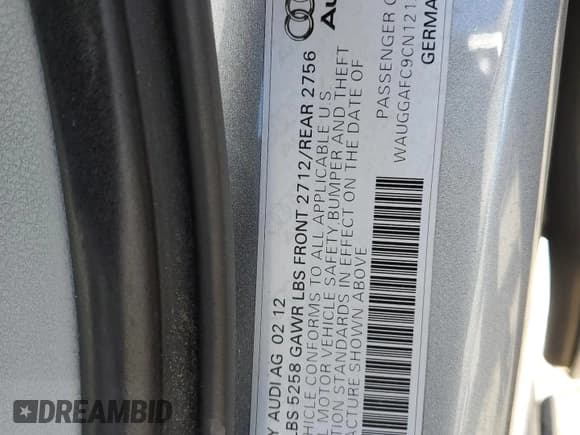 Au
Y AUDI AG 02 12
LBS 5258 GAWR LBS FRONT 2712/REAR 2756
HICLE CONFORMS TO ALL APPLICABLE U.S.
L MOTOR VEHICLE SAFETY, BUMPER AND THEFT
TION STANDARDS IN EFFECT ON THE DATE OF
FACTURE SHOWN ABOVE
PASSENGER C
WAUGGAFC9CN121
GERMA
DREAMBID